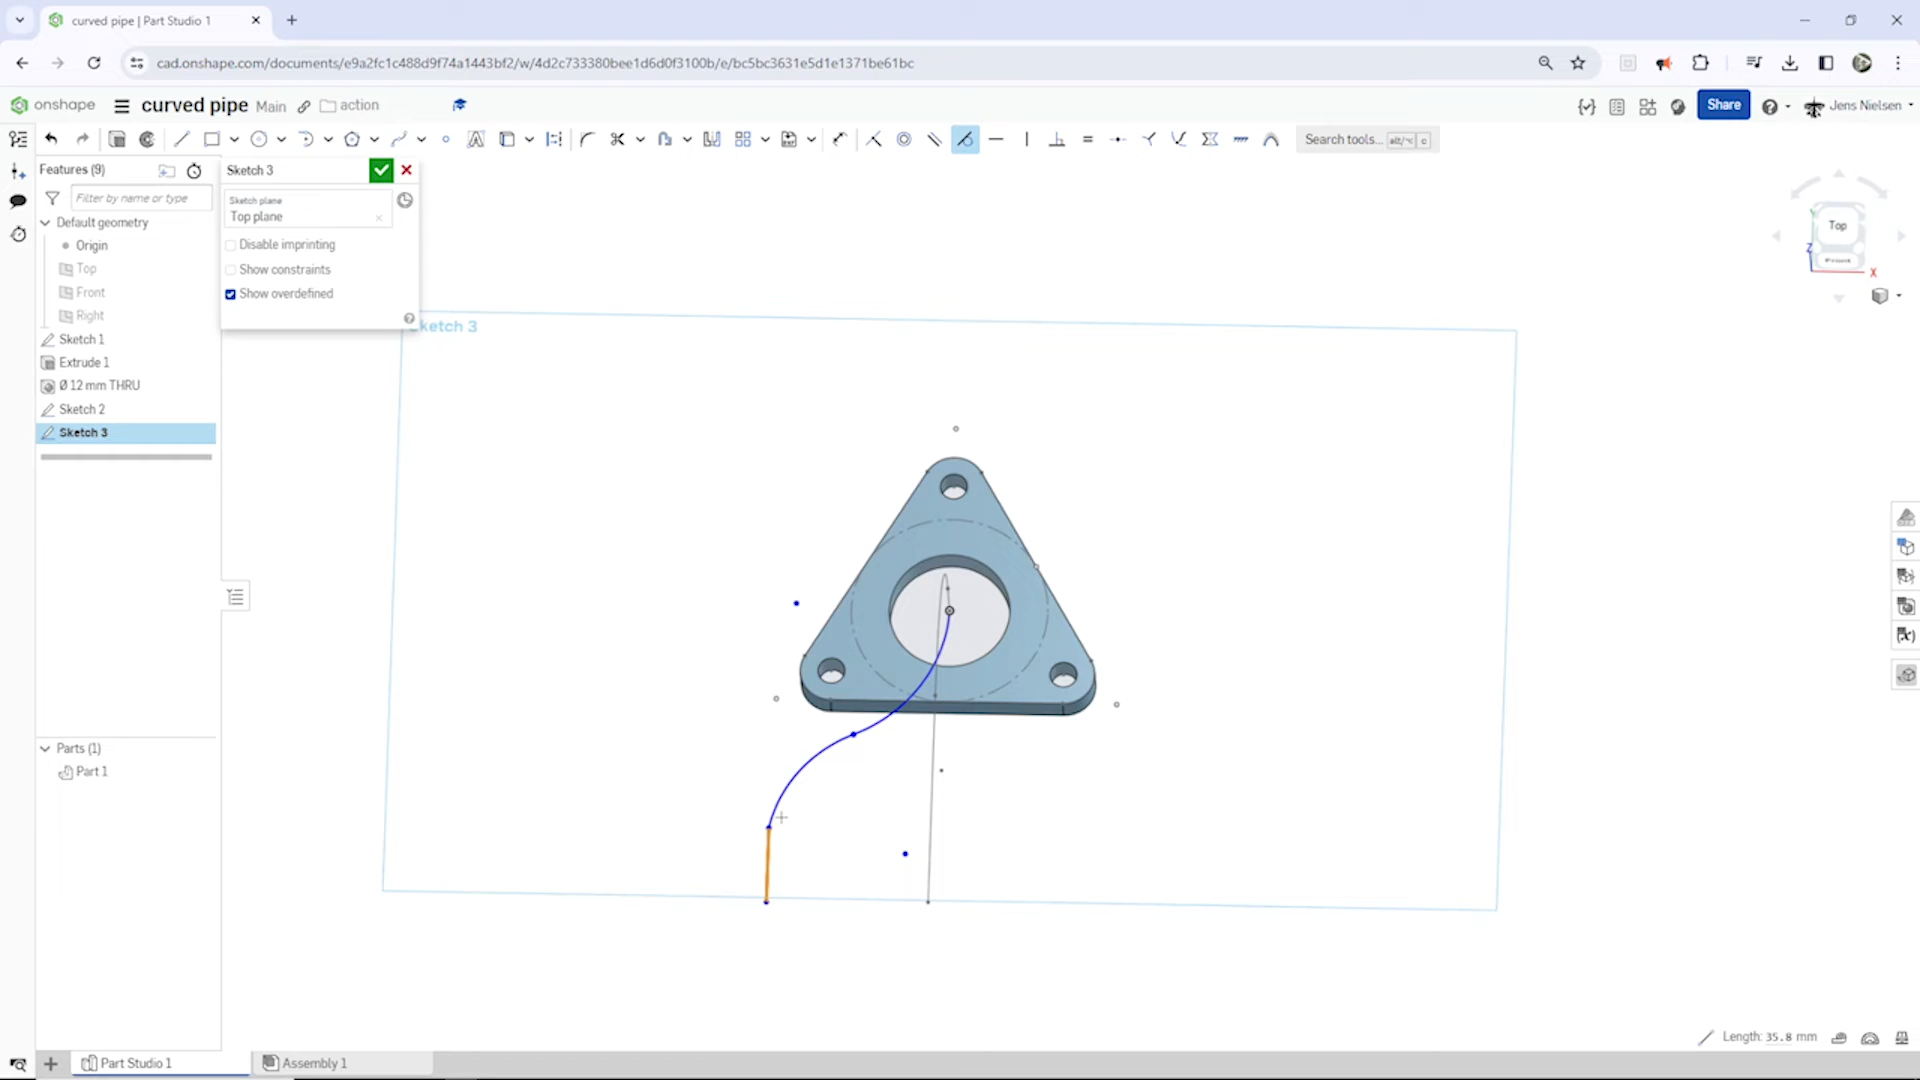 curved pipe | Part Studio 1
cad.onshape.com/documents/e9a2fc1c488d9f74a1443bf2/w/4d2c733380bee1d6d0f3100b/e/bc5bc3631e5d1e1371be61bc
onshape
curved pipe Main action
Share
Jens Nielsen
Search tools... alt/⌥ c
Features (9)
Filter by name or type
Default geometry
Origin
Top
Front
Right
Sketch 1
Extrude 1
Ø 12 mm THRU
Sketch 2
Sketch 3
Sketch 3
Sketch plane
Top plane
Disable imprinting
Show constraints
Show overdefined
ketch 3
Top
Front
Z
X
Parts (1)
Part 1
Length: 35.8 mm
Part Studio 1
Assembly 1